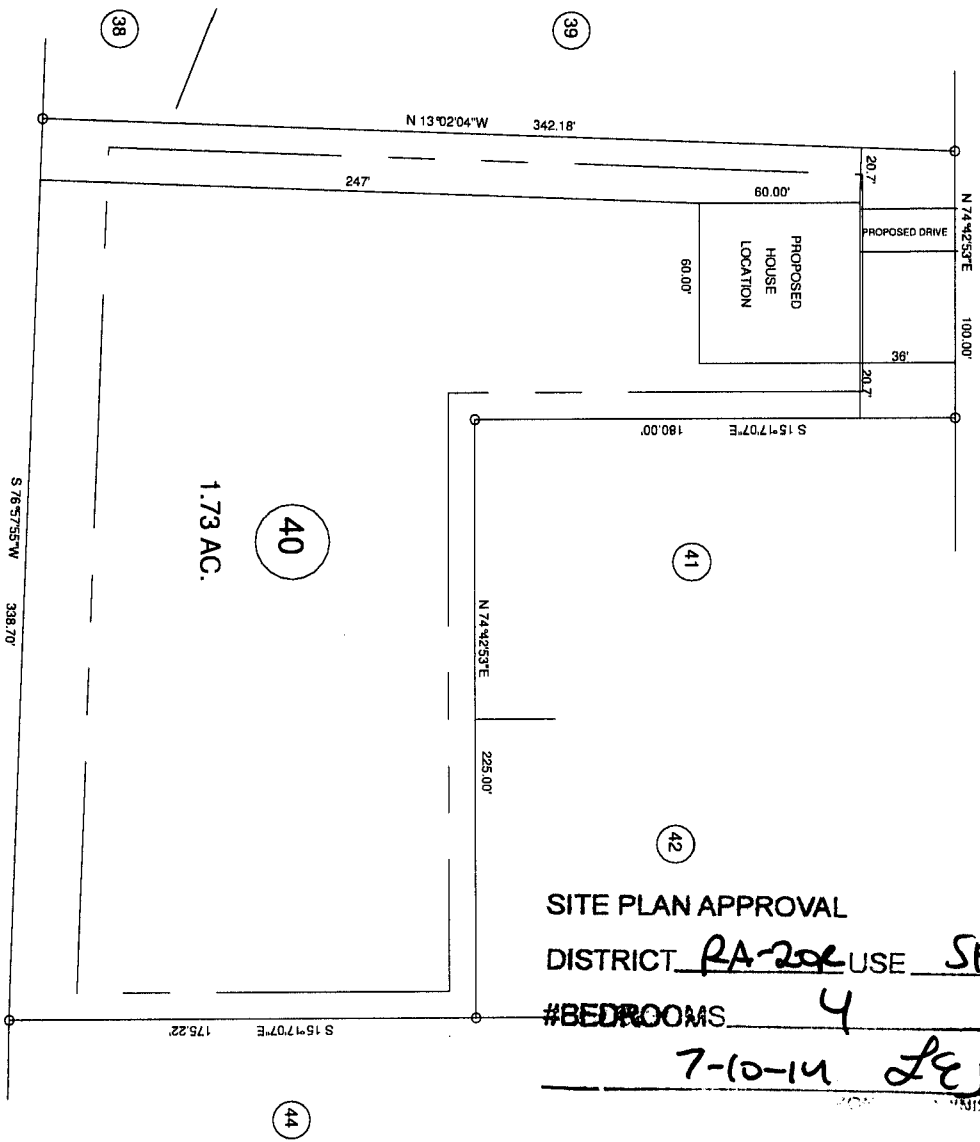 38
39
N 13°02'04"W 342.18'
N 74°42'53"E 100.00'
20.7'
247'
60.00'
PROPOSED DRIVE
PROPOSED
HOUSE
LOCATION
60.00'
36'
20.7'
S 15°17'07"E 180.00'
40
1.73 AC.
41
N 74°42'53"E 225.00'
S 76°57'55"W 338.70'
42
S 15°17'07"E 175.22'
44
SITE PLAN APPROVAL
DISTRICT RA-20R USE
#BEDROOMS 4
7-10-14